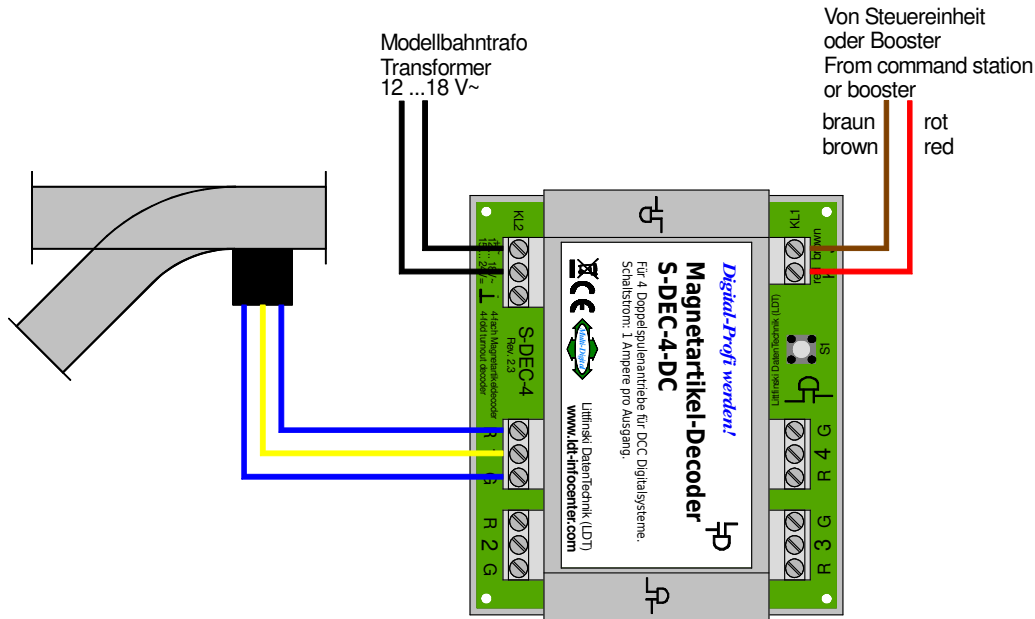 Modellbahntrafo
Transformer
12 ...18 V~
Von Steuereinheit
oder Booster
From command station
or booster
braun
brown
rot
red
KL2
S-DEC-4
Rev. 2.3
4-fach Magnetartikeldecoder
4-fold turnout decoder
R
G
R 2 G
Digital-Profi werden!
Magnetartikel-Decoder
S-DEC-4-DC
Für 4 Doppelspulenantriebe für DCC Digitalsysteme.
Schaltstrom: 1 Ampere pro Ausgang.
CE
Multi-Digital
Littfinski DatenTechnik (LDT)
www.ldt-infocenter.com
KL1
red brown
S1
Littfinski DatenTechnik (LDT)
R 4 G
R 3 G